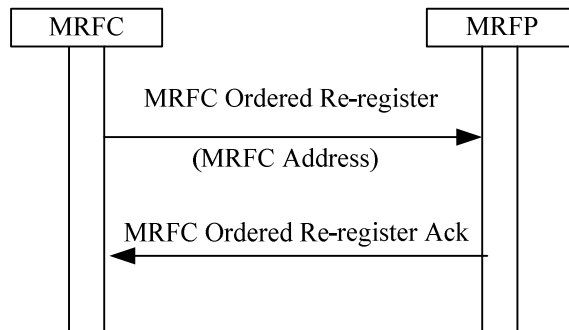 MRFC
MRFP
MRFC Ordered Re-register
(MRFC Address)
MRFC Ordered Re-register Ack